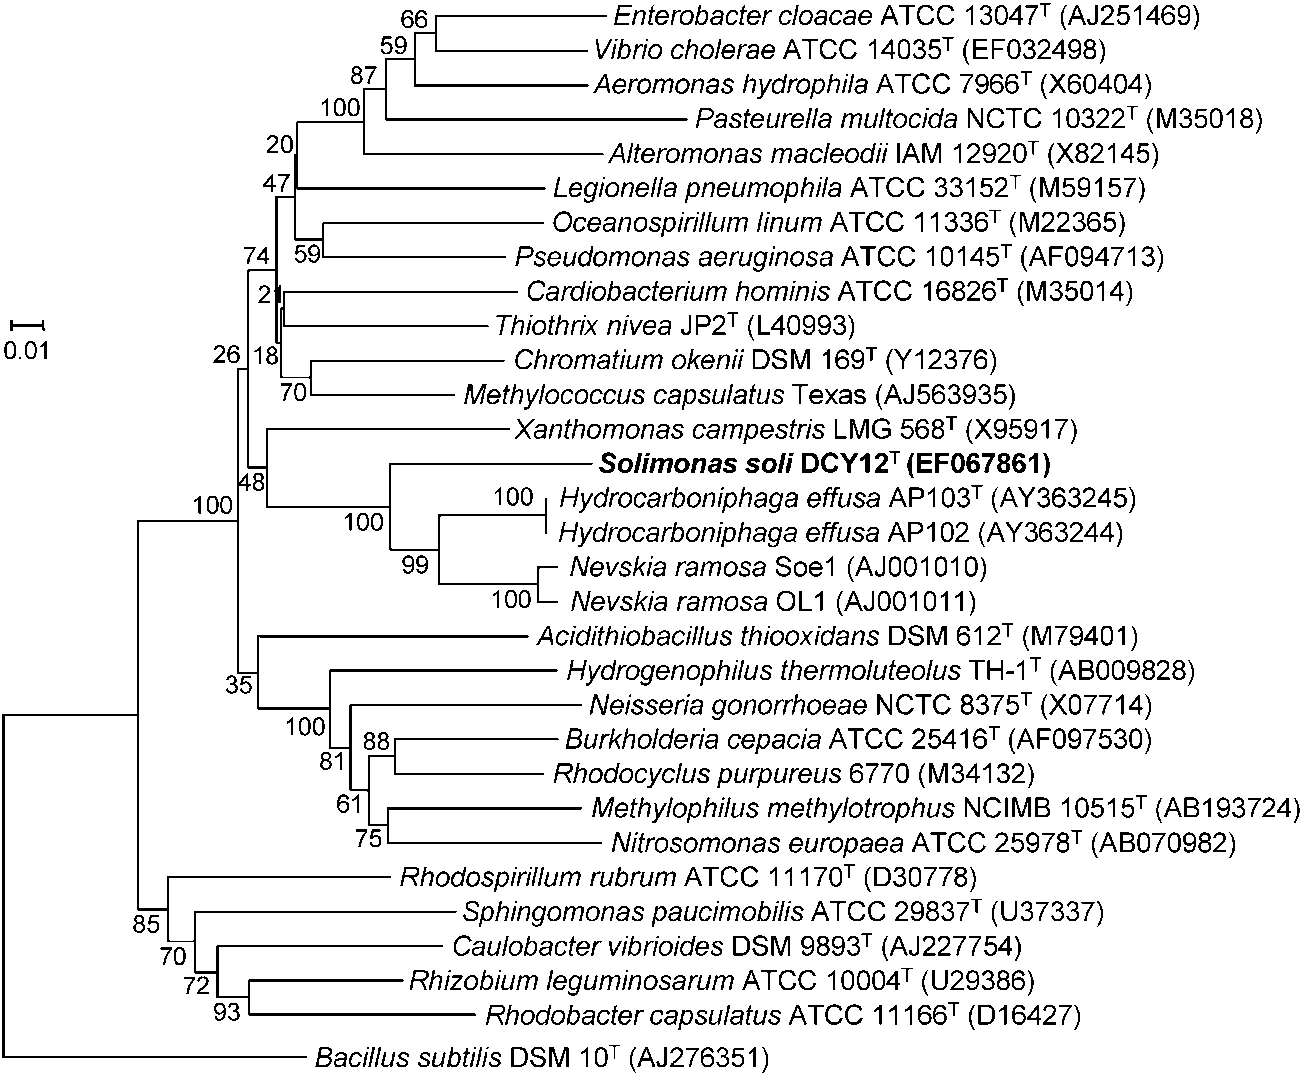 66
Enterobacter cloacae ATCC 13047ᵀ (AJ251469)
59
Vibrio cholerae ATCC 14035ᵀ (EF032498)
87
Aeromonas hydrophila ATCC 7966ᵀ (X60404)
100
Pasteurella multocida NCTC 10322ᵀ (M35018)
20
Alteromonas macleodii IAM 12920ᵀ (X82145)
47
Legionella pneumophila ATCC 33152ᵀ (M59157)
Oceanospirillum linum ATCC 11336ᵀ (M22365)
74
59
Pseudomonas aeruginosa ATCC 10145ᵀ (AF094713)
21
Cardiobacterium hominis ATCC 16826ᵀ (M35014)
Thiothrix nivea JP2ᵀ (L40993)
0.01
26
18
Chromatium okenii DSM 169ᵀ (Y12376)
70
Methylococcus capsulatus Texas (AJ563935)
Xanthomonas campestris LMG 568ᵀ (X95917)
Solimonas soli DCY12ᵀ (EF067861)
48
100
100
Hydrocarboniphaga effusa AP103ᵀ (AY363245)
100
Hydrocarboniphaga effusa AP102 (AY363244)
99
Nevskia ramosa Soe1 (AJ001010)
100
Nevskia ramosa OL1 (AJ001011)
Acidithiobacillus thiooxidans DSM 612ᵀ (M79401)
35
Hydrogenophilus thermoluteolus TH-1ᵀ (AB009828)
100
Neisseria gonorrhoeae NCTC 8375ᵀ (X07714)
81
88
Burkholderia cepacia ATCC 25416ᵀ (AF097530)
Rhodocyclus purpureus 6770 (M34132)
61
Methylophilus methylotrophus NCIMB 10515ᵀ (AB193724)
75
Nitrosomonas europaea ATCC 25978ᵀ (AB070982)
Rhodospirillum rubrum ATCC 11170ᵀ (D30778)
85
Sphingomonas paucimobilis ATCC 29837ᵀ (U37337)
70
Caulobacter vibrioides DSM 9893ᵀ (AJ227754)
72
Rhizobium leguminosarum ATCC 10004ᵀ (U29386)
93
Rhodobacter capsulatus ATCC 11166ᵀ (D16427)
Bacillus subtilis DSM 10ᵀ (AJ276351)